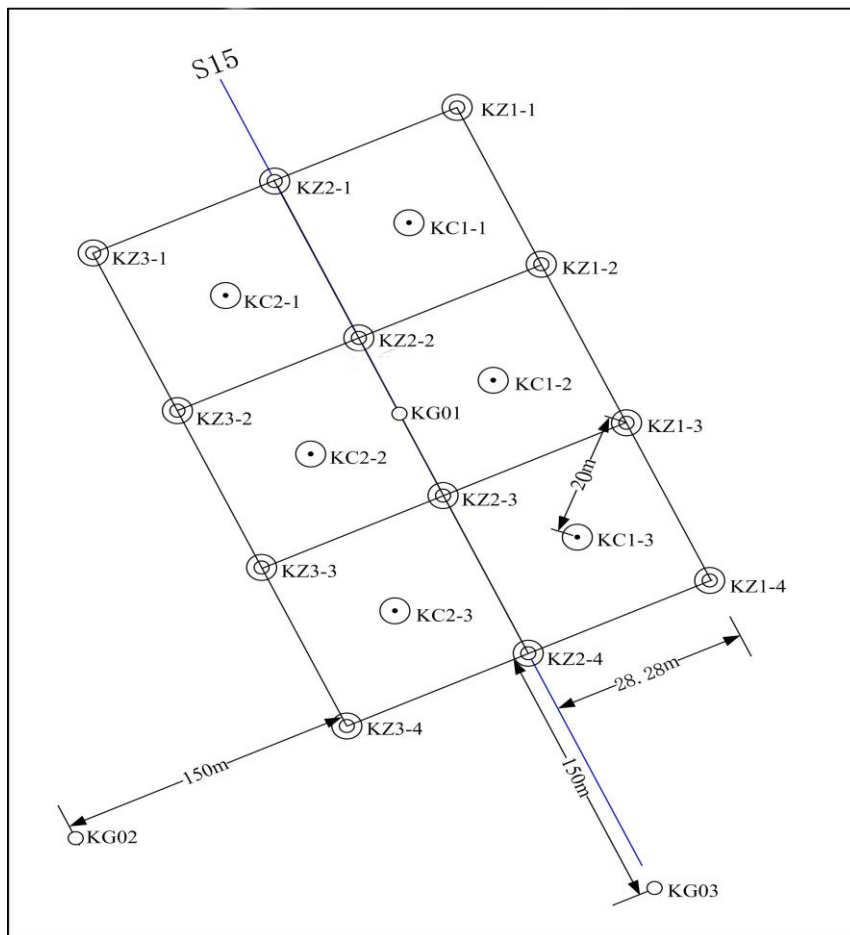 S15
KZ1-1
KZ2-1
KC1-1
KZ3-1
KZ1-2
KC2-1
KZ2-2
KC1-2
KZ3-2
KG01
KZ1-3
KC2-2
20m
KZ2-3
KC1-3
KZ3-3
KZ1-4
KC2-3
KZ2-4
28.28m
KZ3-4
150m
150m
KG02
KG03